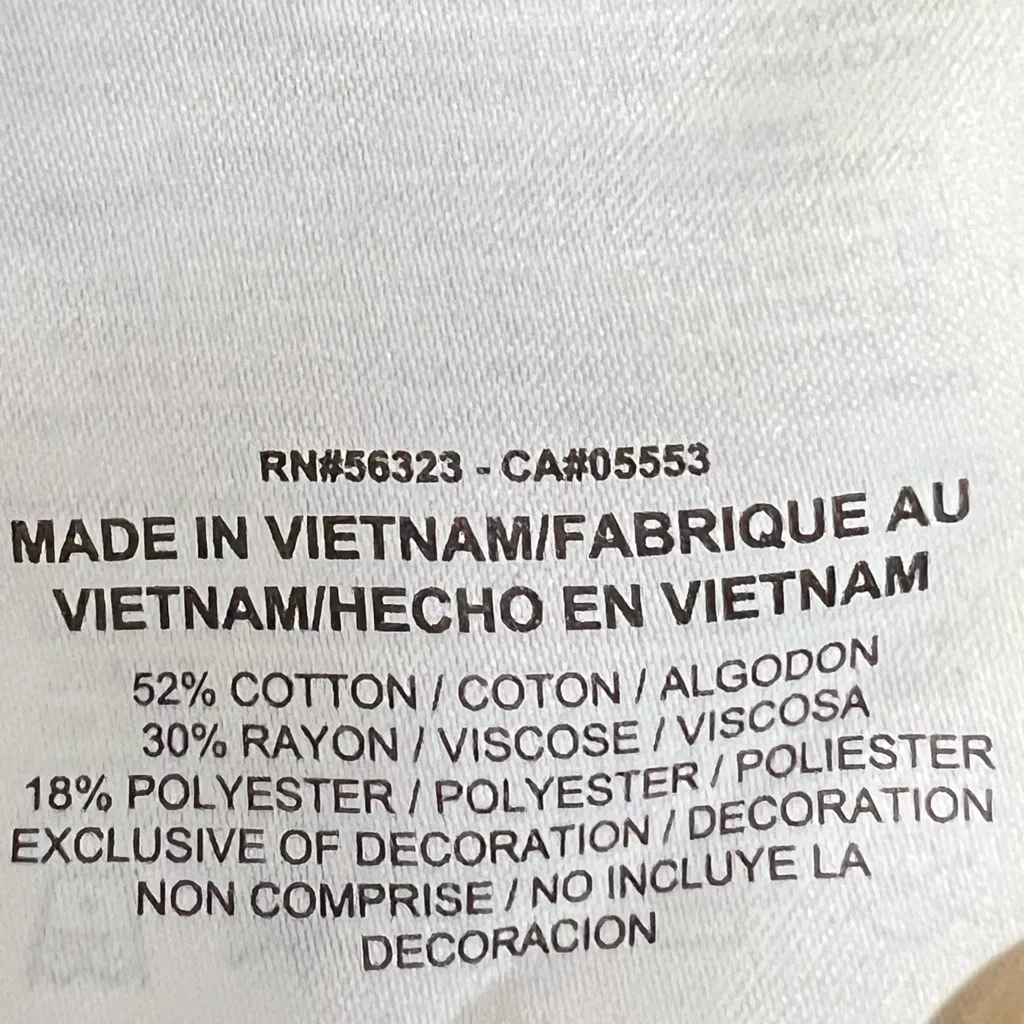 RN#56323 - CA#05553
MADE IN VIETNAM/FABRIQUE AU
VIETNAM/HECHO EN VIETNAM
52% COTTON / COTON / ALGODON
30% RAYON / VISCOSE / VISCOSA
18% POLYESTER / POLYESTER / POLIESTER
EXCLUSIVE OF DECORATION / DECORATION
NON COMPRISE / NO INCLUYE LA
DECORACION